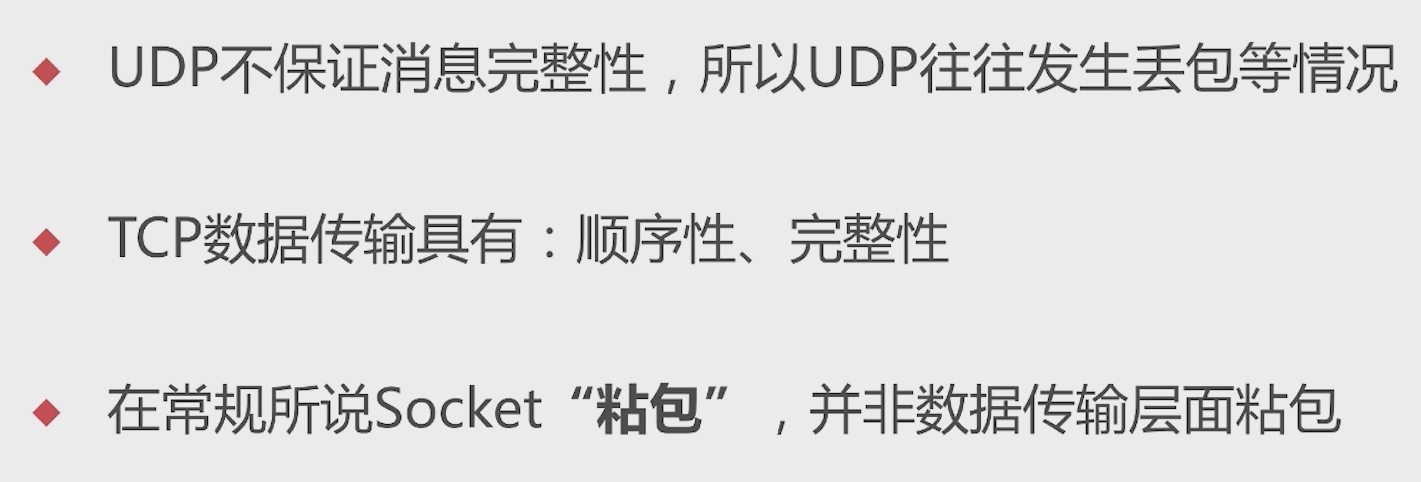 UDP不保证消息完整性，所以UDP往往发生丢包等情况
TCP数据传输具有：顺序性、完整性
在常规所说Socket“粘包”，并非数据传输层面粘包